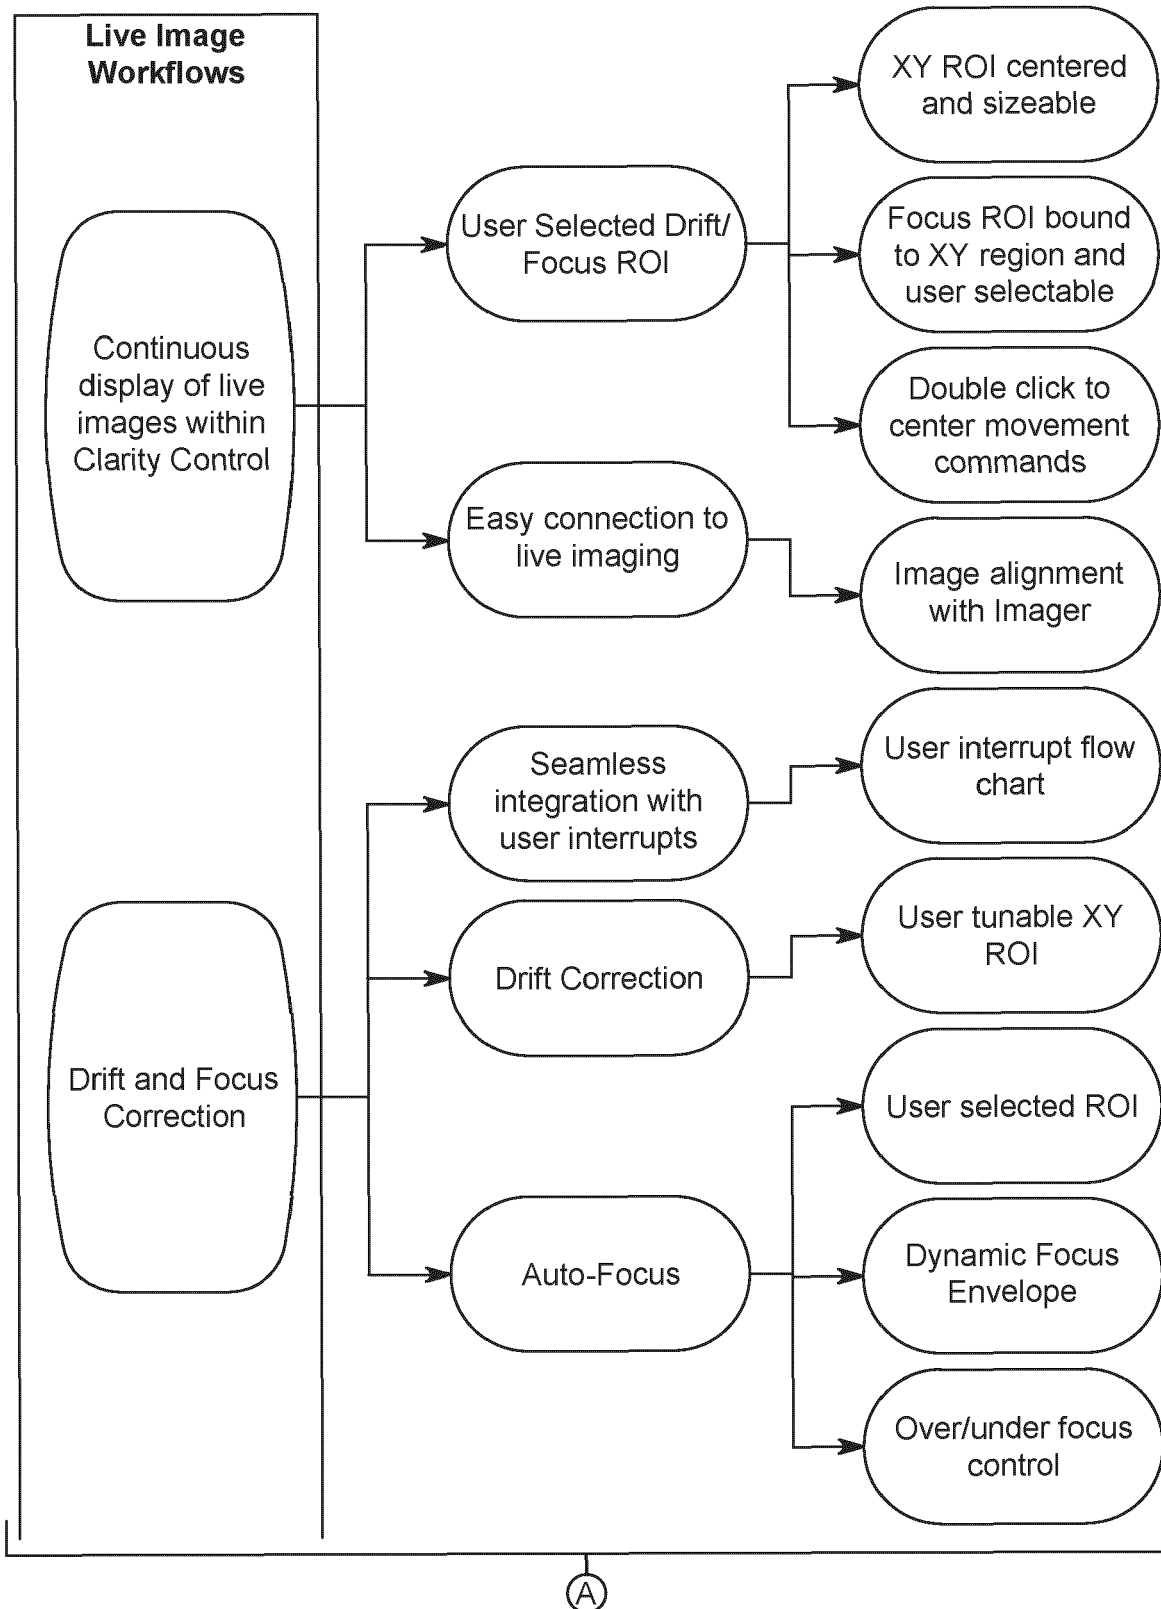 Live Image
Workflows
Continuous
display of live
images within
Clarity Control
User Selected Drift/
Focus ROI
XY ROI centered
and sizeable
Focus ROI bound
to XY region and
user selectable
Double click to
center movement
commands
Easy connection to
live imaging
Image alignment
with Imager
Drift and Focus
Correction
Seamless
integration with
user interrupts
User interrupt flow
chart
Drift Correction
User tunable XY
ROI
Auto-Focus
User selected ROI
Dynamic Focus
Envelope
Over/under focus
control
A